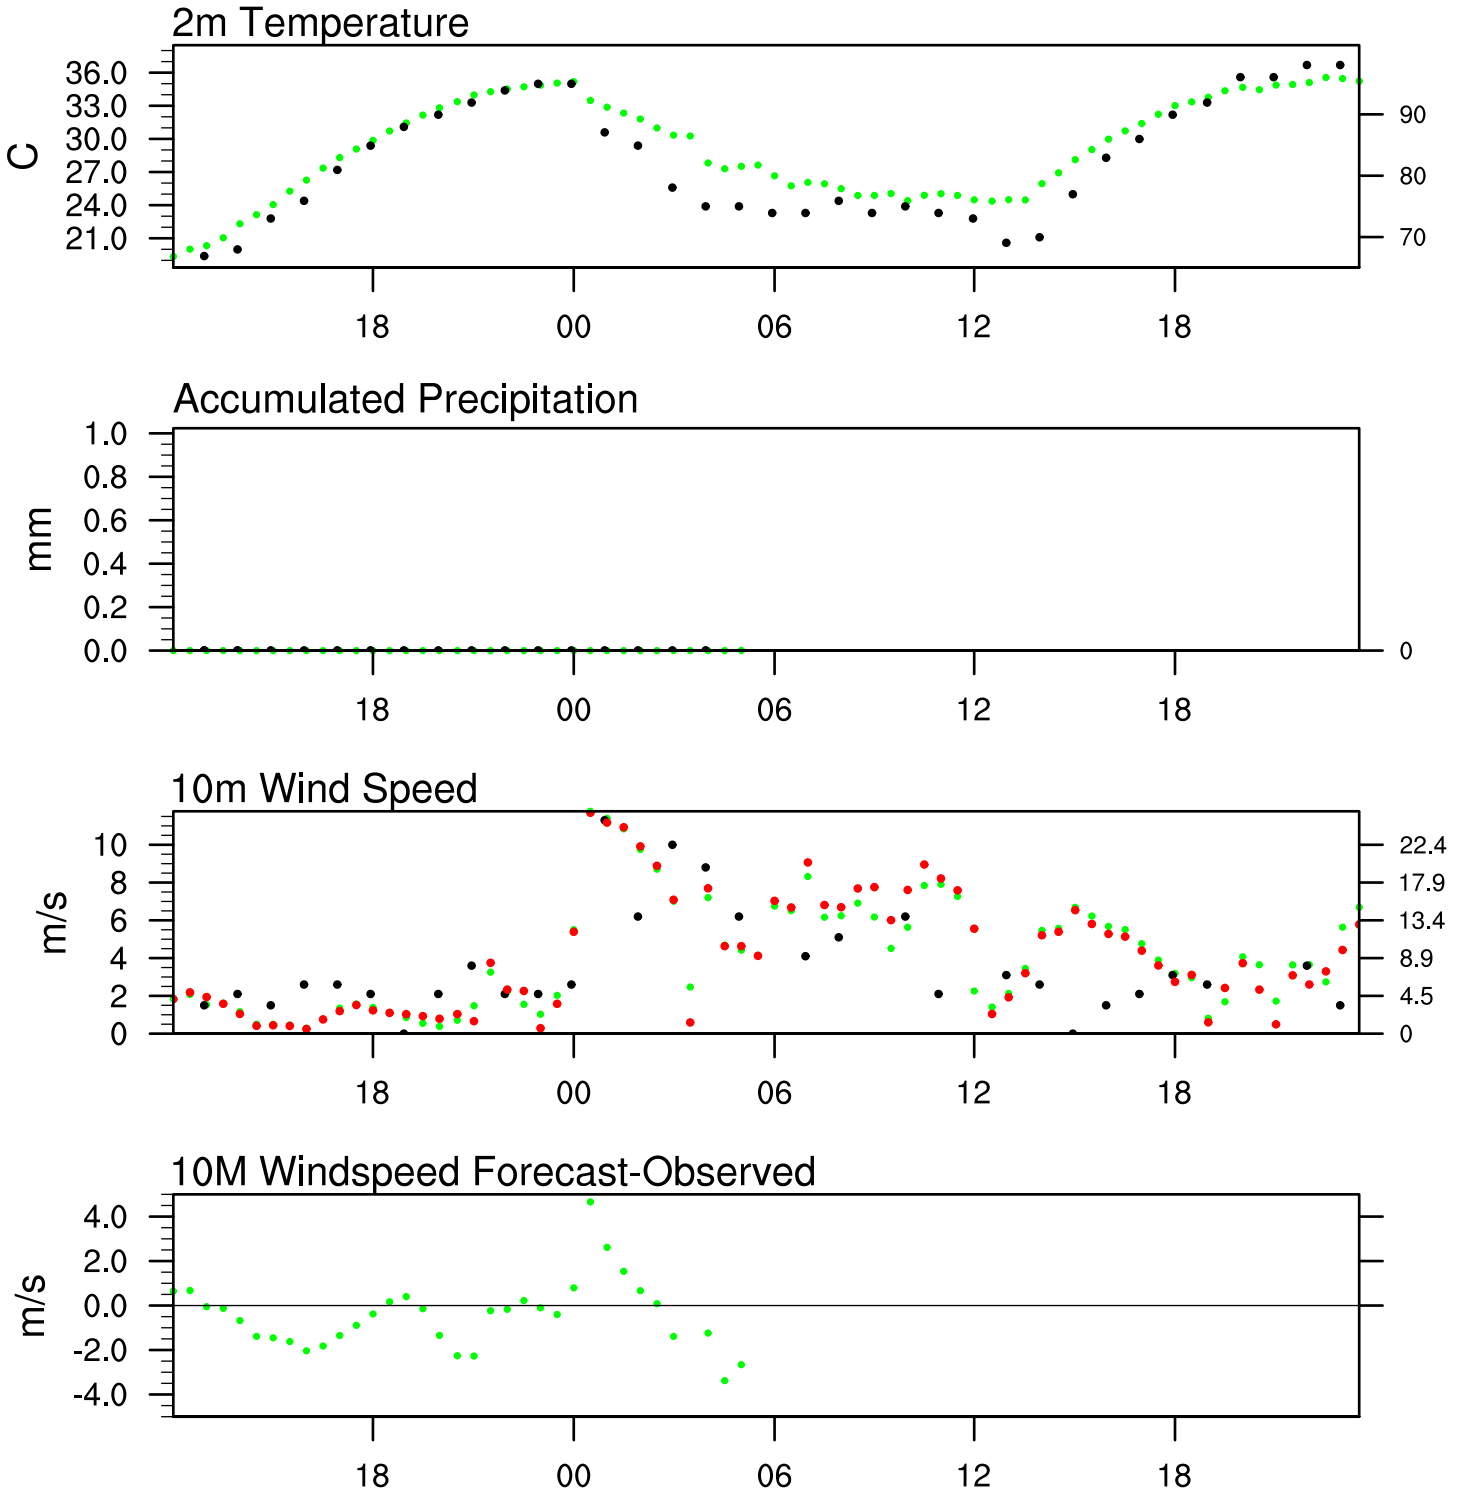 2m Temperature
36.0
33.0
30.0
27.0
24.0
21.0
C
90
80
70
18 00 06 12 18
Accumulated Precipitation
1.0
0.8
0.6
0.4
0.2
0.0
mm
0
18 00 06 12 18
10m Wind Speed
10
8
6
4
2
0
m/s
22.4
17.9
13.4
8.9
4.5
0
18 00 06 12 18
10M Windspeed Forecast-Observed
4.0
2.0
0.0
-2.0
-4.0
m/s
18 00 06 12 18